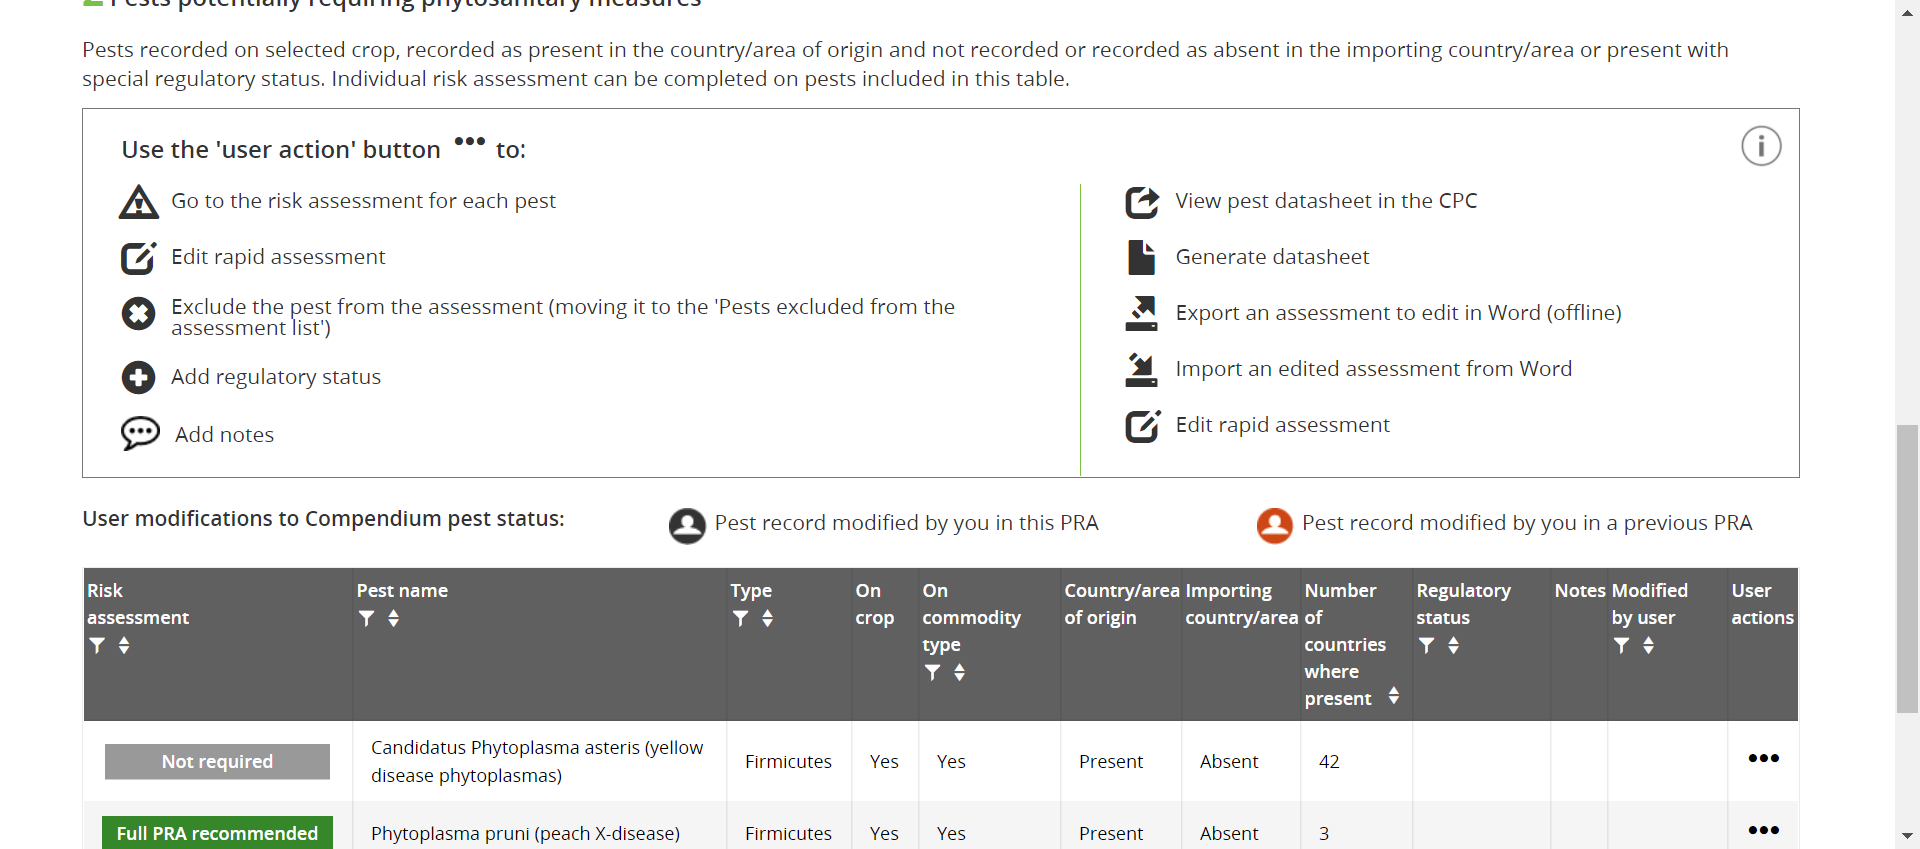 2 Pests potentially requiring phytosanitary measures
Pests recorded on selected crop, recorded as present in the country/area of origin and not recorded or recorded as absent in the importing country/area or present with
special regulatory status. Individual risk assessment can be completed on pests included in this table.
Use the 'user action' button ••• to:
Go to the risk assessment for each pest
Edit rapid assessment
Exclude the pest from the assessment (moving it to the 'Pests excluded from the
assessment list')
Add regulatory status
Add notes
View pest datasheet in the CPC
Generate datasheet
Export an assessment to edit in Word (offline)
Import an edited assessment from Word
Edit rapid assessment
User modifications to Compendium pest status:
Pest record modified by you in this PRA
Pest record modified by you in a previous PRA
Risk
assessment
Pest name
Type
On
crop
On
commodity
type
Country/area
of origin
Importing
country/area
Number
of
countries
where
present
Regulatory
status
Notes
Modified
by user
User
actions
Not required
Candidatus Phytoplasma asteris (yellow
disease phytoplasmas)
Firmicutes
Yes
Yes
Present
Absent
42
•••
Full PRA recommended
Phytoplasma pruni (peach X-disease)
Firmicutes
Yes
Yes
Present
Absent
3
•••